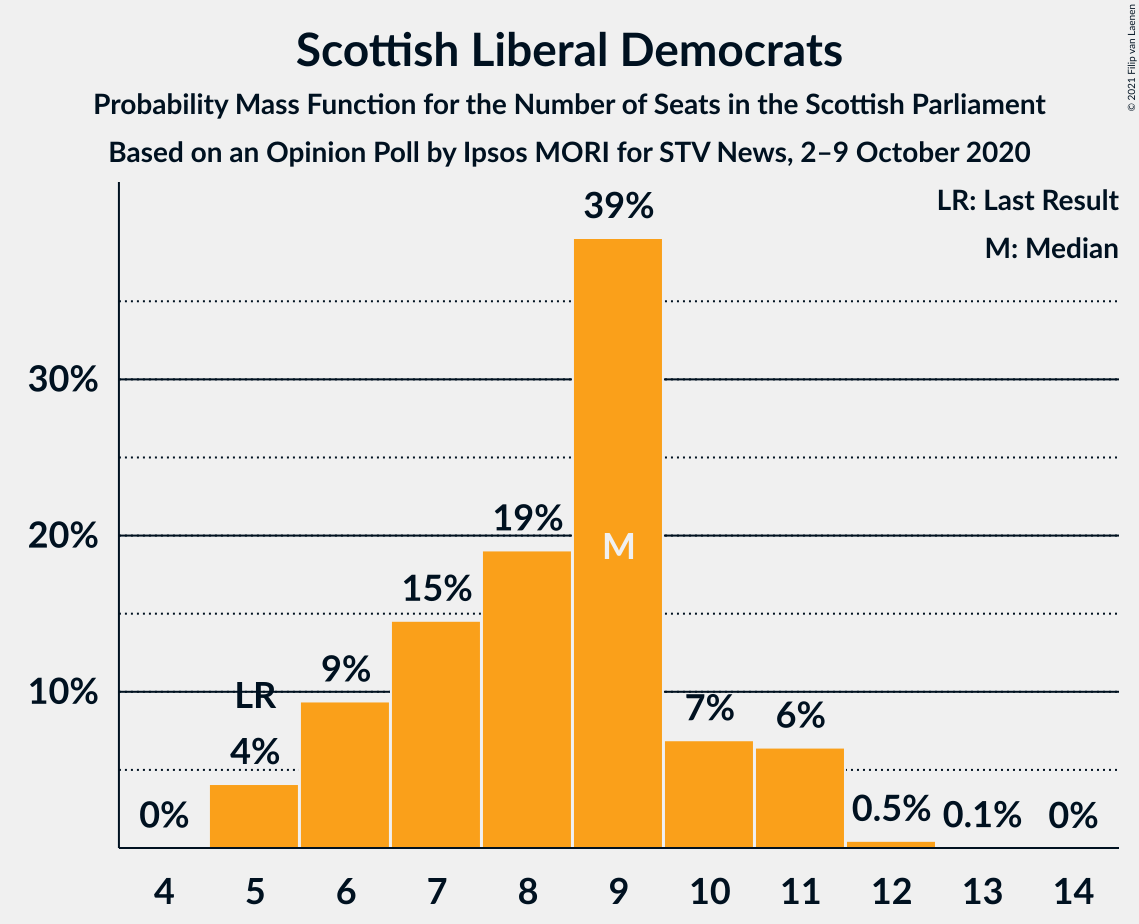 Scottish Liberal Democrats
Probability Mass Function for the Number of Seats in the Scottish Parliament
Based on an Opinion Poll by Ipsos MORI for STV News, 2–9 October 2020
© 2021 Filip van Laenen
LR: Last Result
M: Median
39%
30%
20%
19%
M
15%
10%
9%
LR
4%
7%
6%
0%
0.5%
0.1%
0%
4 5 6 7 8 9 10 11 12 13 14